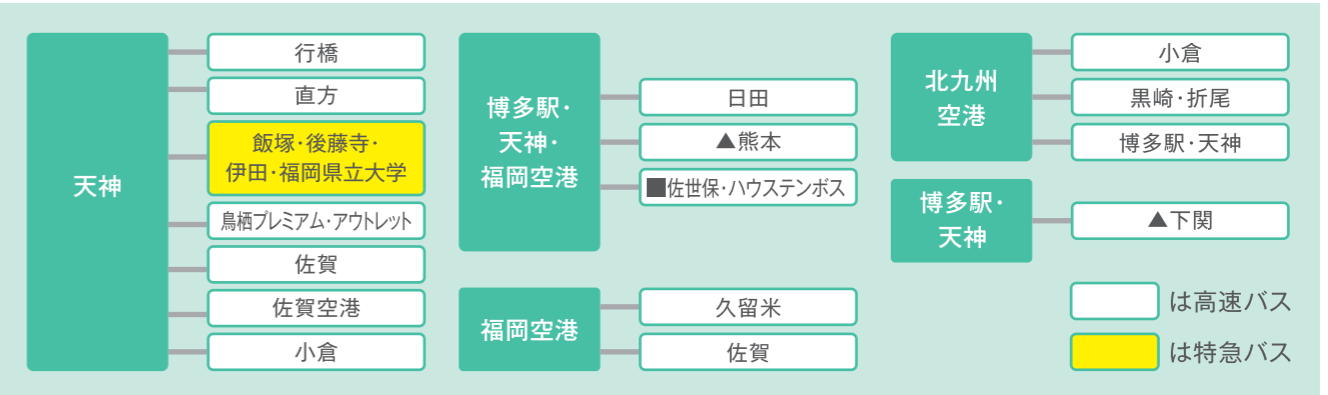 天神
行橋
直方
飯塚・後藤寺・
伊田・福岡県立大学
鳥栖プレミアム・アウトレット
佐賀
佐賀空港
小倉
博多駅・
天神・
福岡空港
日田
▲熊本
■佐世保・ハウステンボス
福岡空港
久留米
佐賀
北九州
空港
小倉
黒崎・折尾
博多駅・天神
博多駅・
天神
▲下関
は高速バス
は特急バス